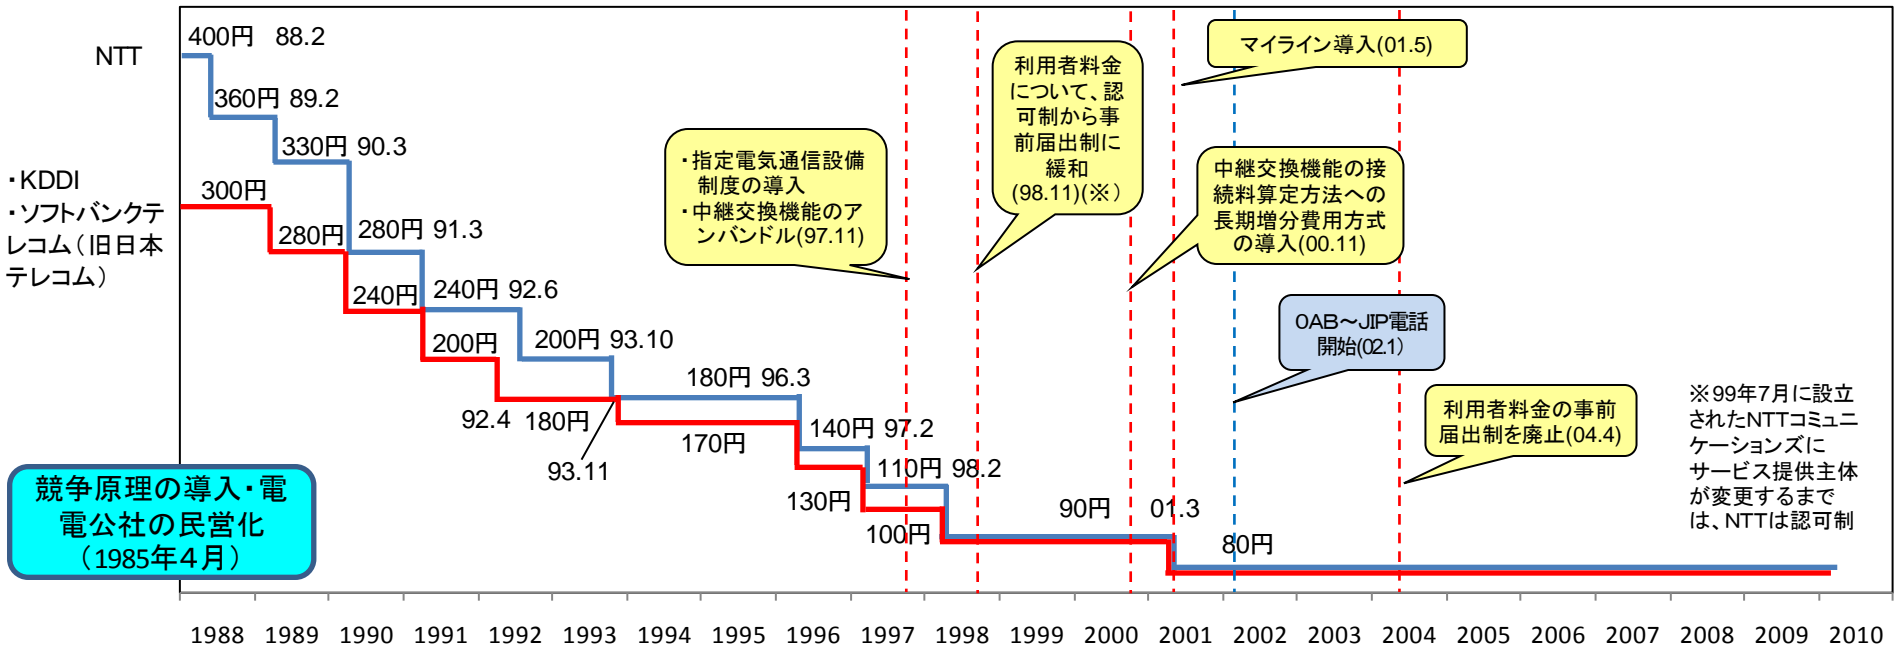 NTT
400円 88.2
360円 89.2
330円 90.3
280円 91.3
240円 92.6
200円 93.10
180円 96.3
140円 97.2
110円 98.2
90円 01.3
80円
・KDDI
・ソフトバンクテ
レコム(旧日本
テレコム)
300円
280円
240円
200円
92.4 180円
93.11
170円
130円
100円
・指定電気通信設備
制度の導入
・中継交換機能のア
ンバンドル(97.11)
利用者料金
について、認
可制から事
前届出制に
緩和
(98.11)(※)
マイライン導入(01.5)
中継交換機能の接
続料算定方法への
長期増分費用方式
の導入(00.11)
0AB~JIP電話
開始(02.1)
利用者料金の事前
届出制を廃止(04.4)
※99年7月に設立
されたNTTコミュニ
ケーションズに
サービス提供主体
が変更するまで
は、NTTは認可制
競争原理の導入・電
電公社の民営化
(1985年4月)
1988 1989 1990 1991 1992 1993 1994 1995 1996 1997 1998 1999 2000 2001 2002 2003 2004 2005 2006 2007 2008 2009 2010